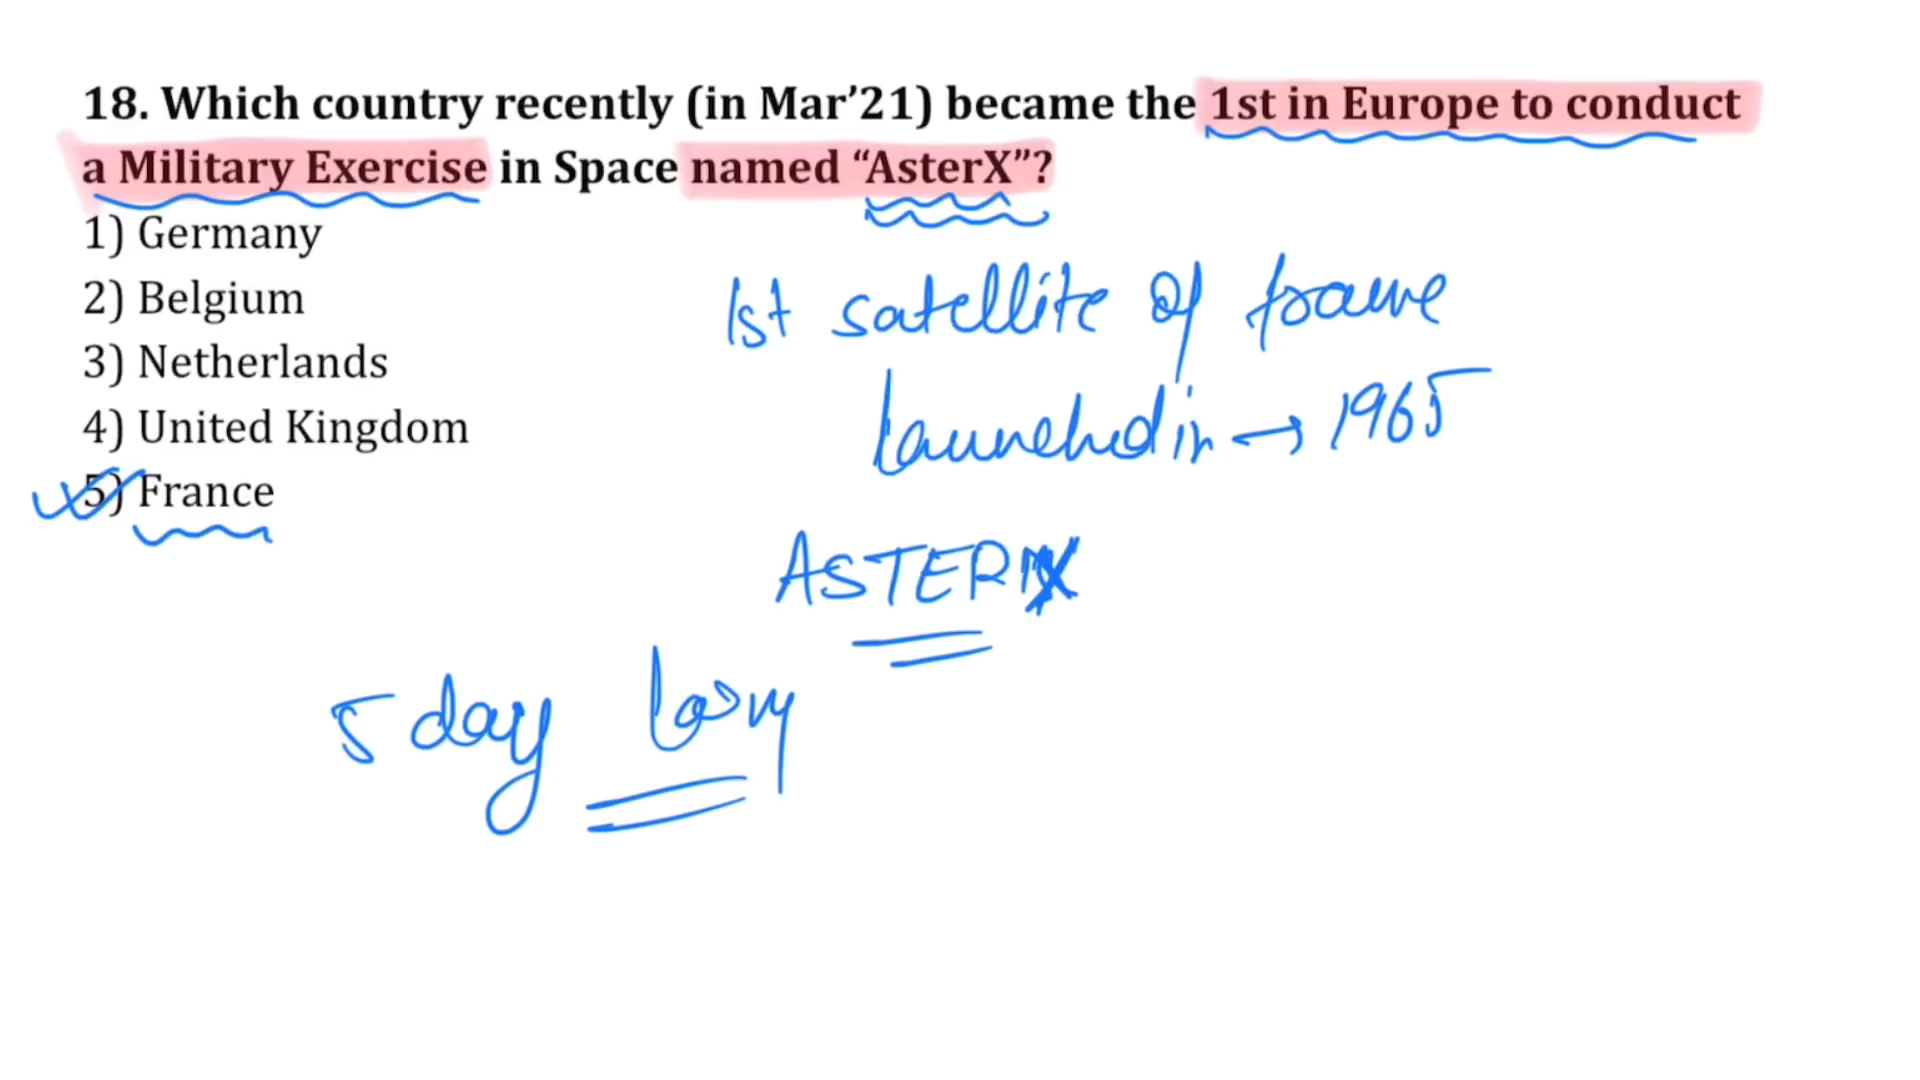 18. Which country recently (in Mar’21) became the 1st in Europe to conduct
a Military Exercise in Space named “AsterX”?
1) Germany
2) Belgium
3) Netherlands
4) United Kingdom
5) France
1st satellite of france
launched in → 1965
ASTERIX
5 day long